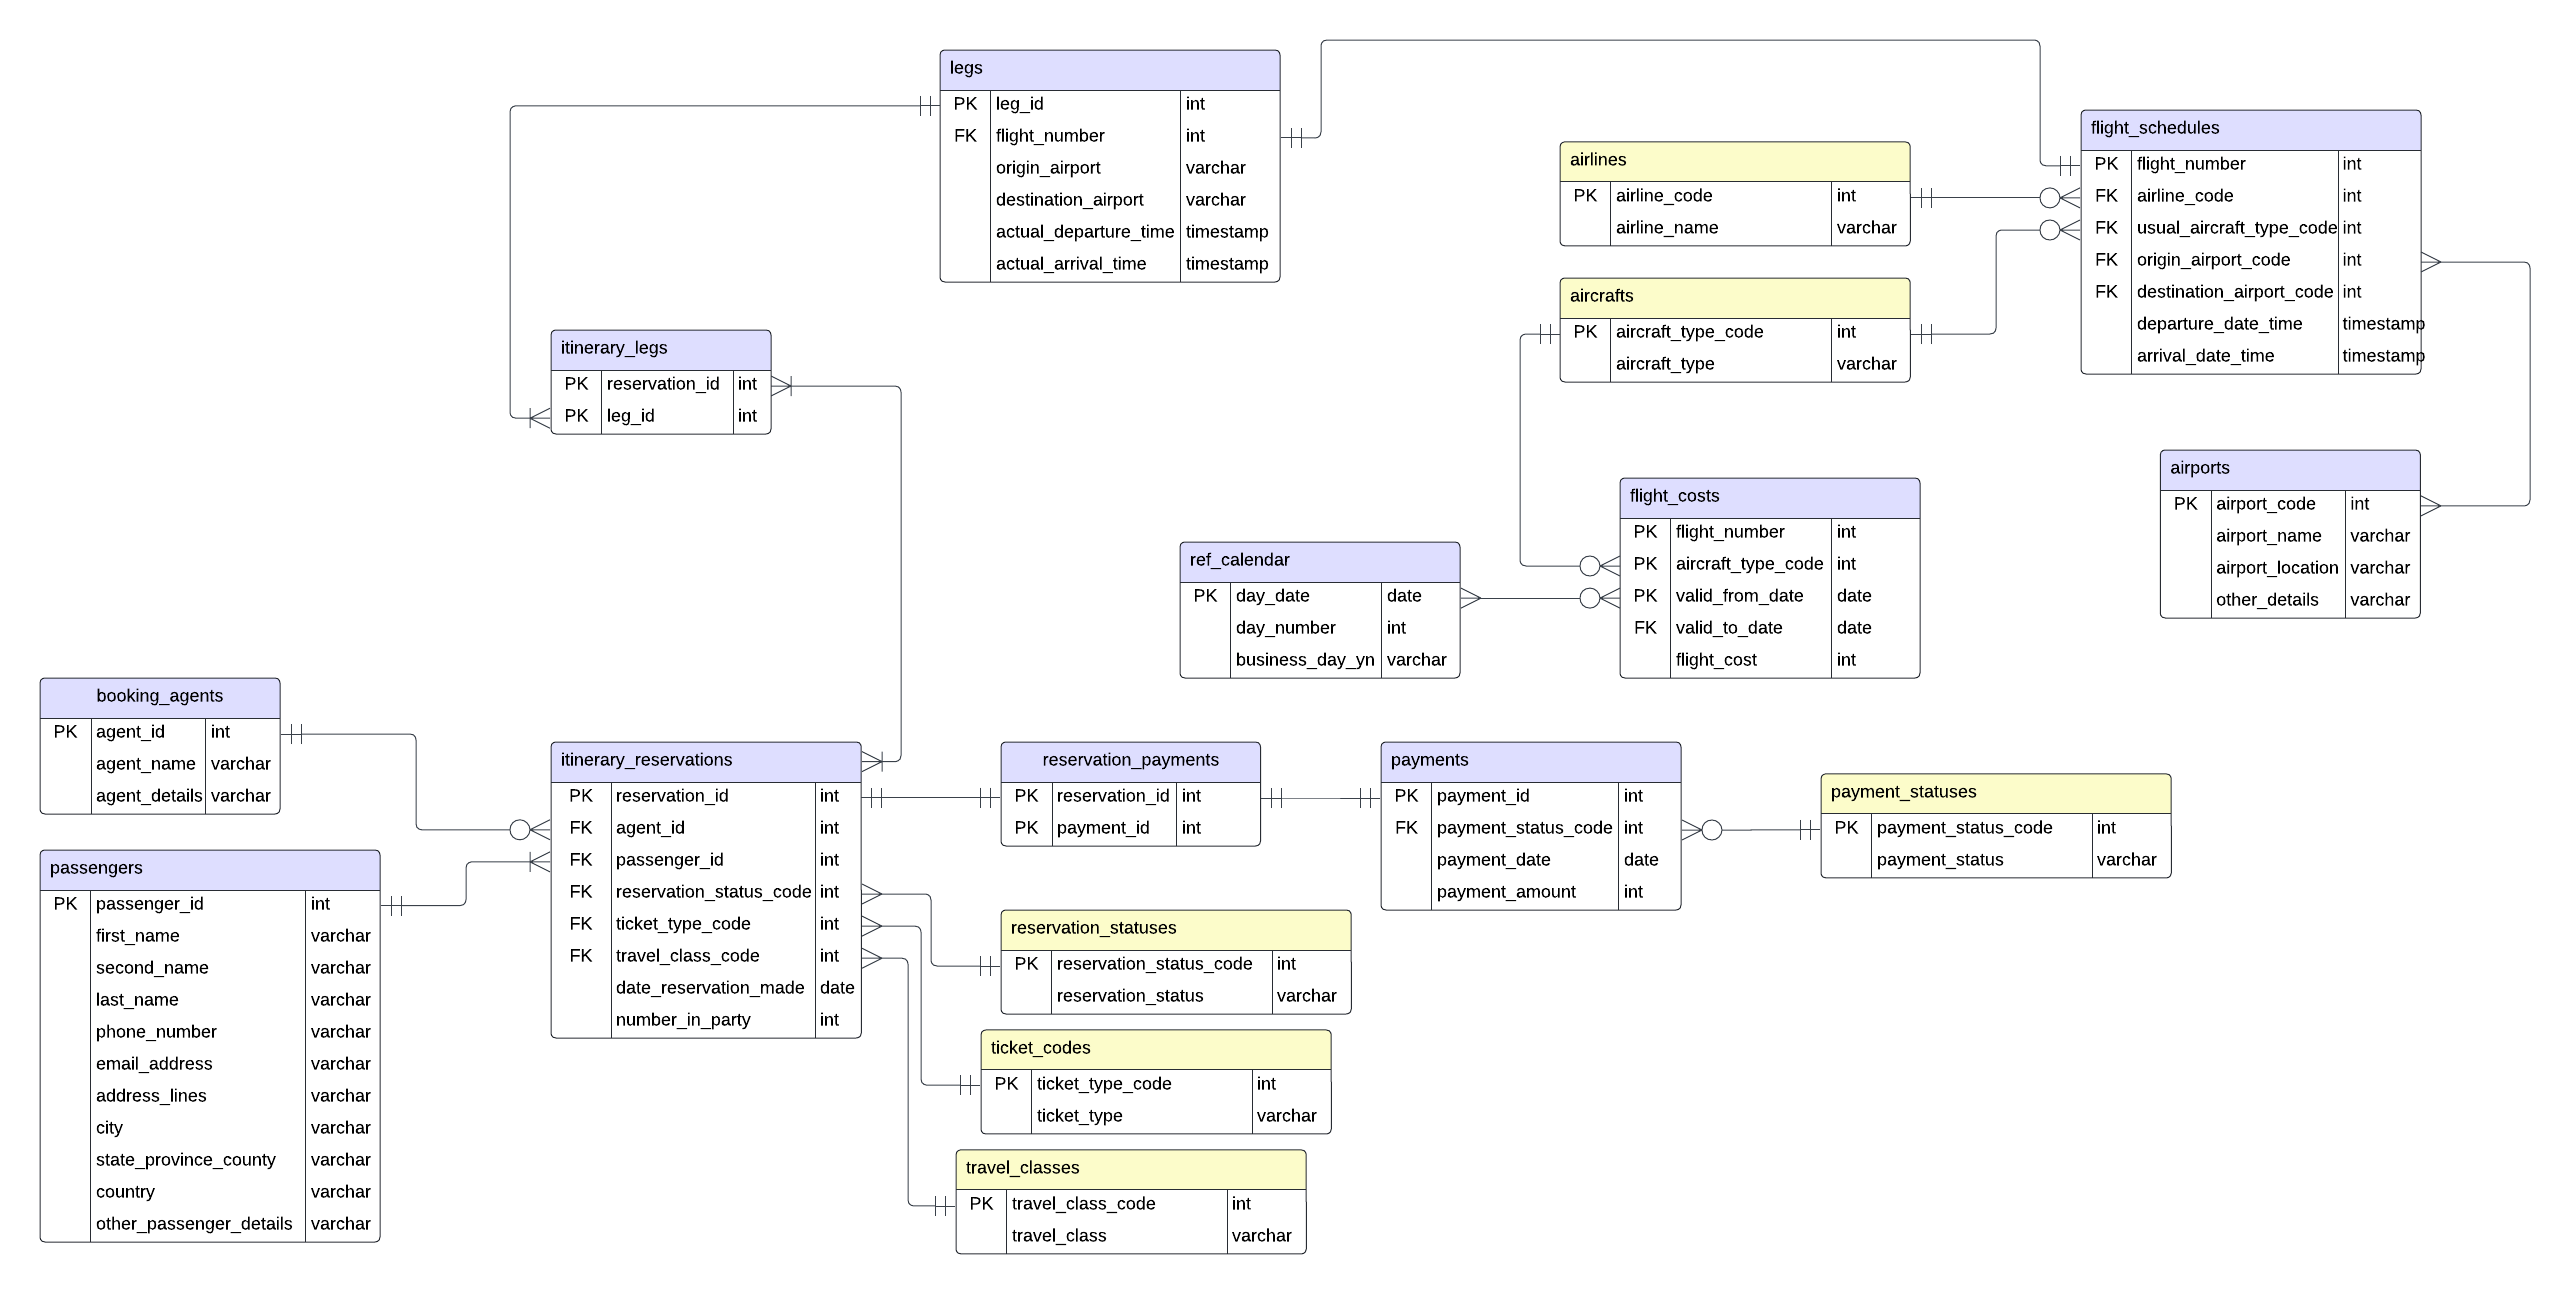 legs
PK leg_id int
FK flight_number int
origin_airport varchar
destination_airport varchar
actual_departure_time timestamp
actual_arrival_time timestamp
flight_schedules
PK flight_number int
FK airline_code int
FK usual_aircraft_type_code int
FK origin_airport_code int
FK destination_airport_code int
departure_date_time timestamp
arrival_date_time timestamp
airlines
PK airline_code int
airline_name varchar
aircrafts
PK aircraft_type_code int
aircraft_type varchar
itinerary_legs
PK reservation_id int
PK leg_id int
airports
PK airport_code int
airport_name varchar
airport_location varchar
other_details varchar
flight_costs
PK flight_number int
PK aircraft_type_code int
PK valid_from_date date
FK valid_to_date date
flight_cost int
ref_calendar
PK day_date date
day_number int
business_day_yn varchar
booking_agents
PK agent_id int
agent_name varchar
agent_details varchar
passengers
PK passenger_id int
first_name varchar
second_name varchar
last_name varchar
phone_number varchar
email_address varchar
address_lines varchar
city varchar
state_province_county varchar
country varchar
other_passenger_details varchar
itinerary_reservations
PK reservation_id int
FK agent_id int
FK passenger_id int
FK reservation_status_code int
FK ticket_type_code int
FK travel_class_code int
date_reservation_made date
number_in_party int
reservation_payments
PK reservation_id int
PK payment_id int
payments
PK payment_id int
FK payment_status_code int
payment_date date
payment_amount int
payment_statuses
PK payment_status_code int
payment_status varchar
reservation_statuses
PK reservation_status_code int
reservation_status varchar
ticket_codes
PK ticket_type_code int
ticket_type varchar
travel_classes
PK travel_class_code int
travel_class varchar